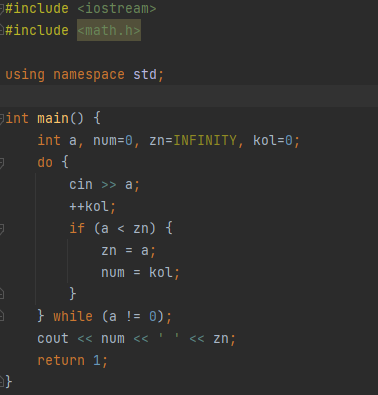 #include <iostream>
#include <math.h>
using namespace std;
int main() {
int a, num=0, zn=INFINITY, kol=0;
do {
cin >> a;
++kol;
if (a < zn) {
zn = a;
num = kol;
}
} while (a != 0);
cout << num << ' ' << zn;
return 1;
}